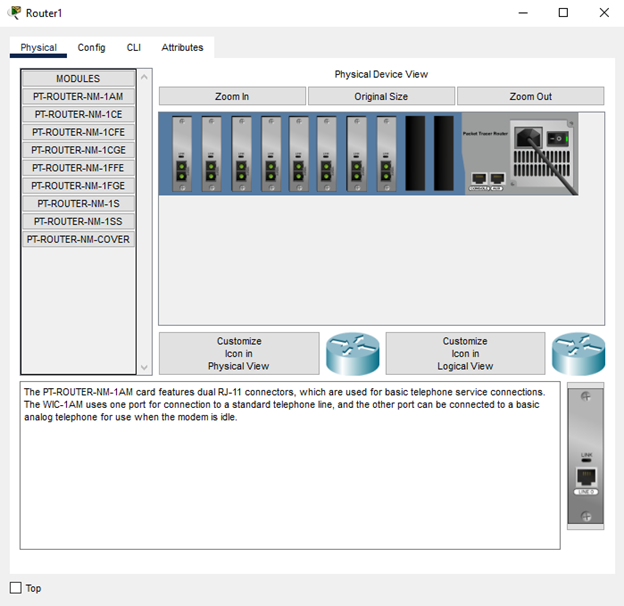 Router1
Physical
Config
CLI
Attributes
MODULES
PT-ROUTER-NM-1AM
PT-ROUTER-NM-1CE
PT-ROUTER-NM-1CFE
PT-ROUTER-NM-1CGE
PT-ROUTER-NM-1FFE
PT-ROUTER-NM-1FGE
PT-ROUTER-NM-1S
PT-ROUTER-NM-1SS
PT-ROUTER-NM-COVER
Physical Device View
Zoom In
Original Size
Zoom Out
Packet Tracer Router
Customize
Icon in
Physical View
Customize
Icon in
Logical View
The PT-ROUTER-NM-1AM card features dual RJ-11 connectors, which are used for basic telephone service connections.
The WIC-1AM uses one port for connection to a standard telephone line, and the other port can be connected to a basic
analog telephone for use when the modem is idle.
LINK
Top